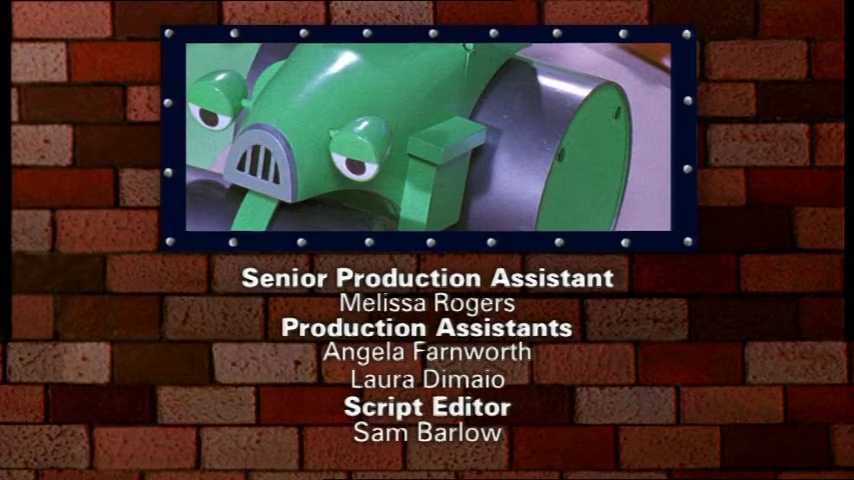 Senior Production Assistant
Melissa Rogers
Production Assistants
Angela Farnworth
Laura Dimaio
Script Editor
Sam Barlow